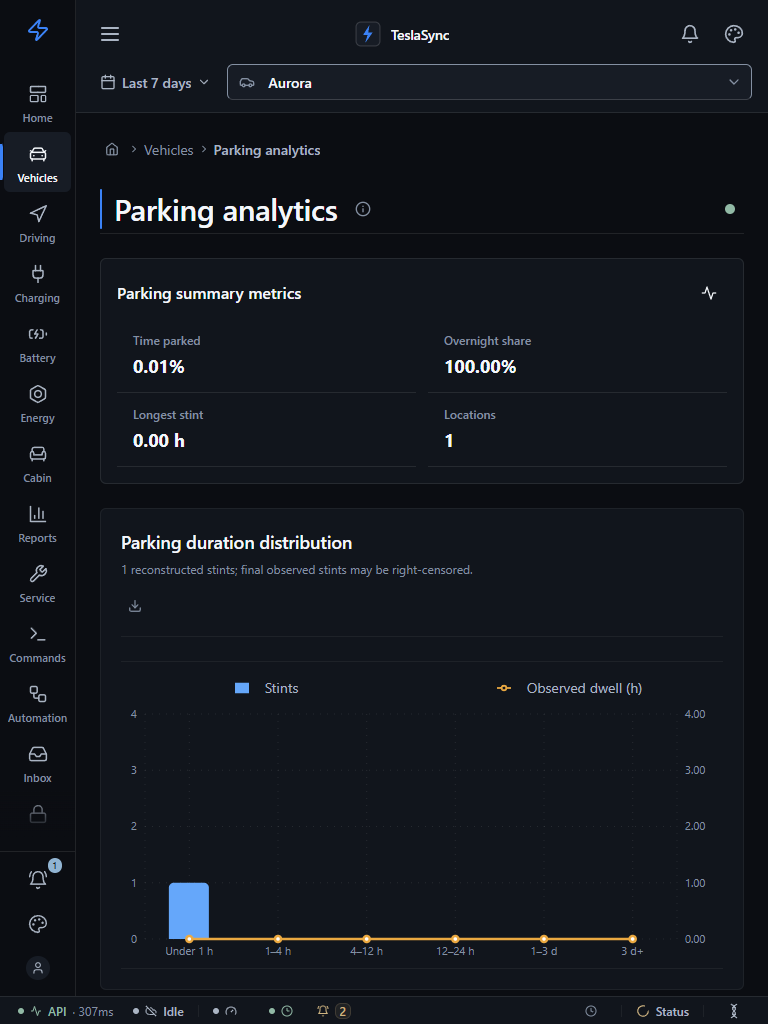 TeslaSync
Last 7 days
Aurora
Home
Vehicles
Driving
Charging
Battery
Energy
Cabin
Reports
Service
Commands
Automation
Inbox
1
Vehicles
Parking analytics
Parking analytics
Parking summary metrics
Time parked
0.01%
Overnight share
100.00%
Longest stint
0.00 h
Locations
1
Parking duration distribution
1 reconstructed stints; final observed stints may be right-censored.
Stints
Observed dwell (h)
4
3
2
1
0
4.00
3.00
2.00
1.00
0.00
Under 1 h
1–4 h
4–12 h
12–24 h
1–3 d
3 d+
API · 307ms
Idle
2
Status